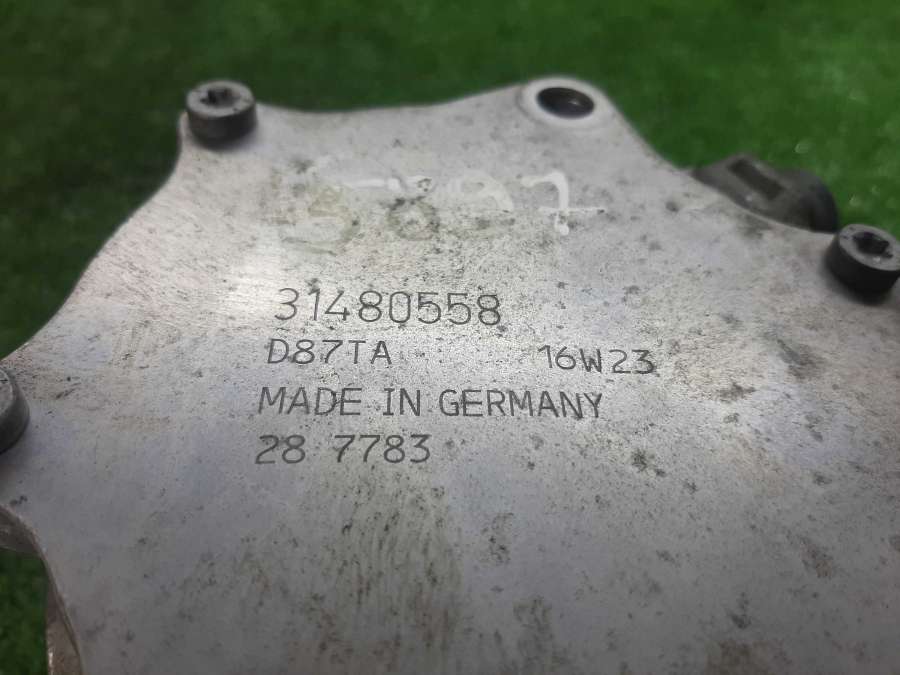 31480558
D87TA 16W23
MADE IN GERMANY
28 7783